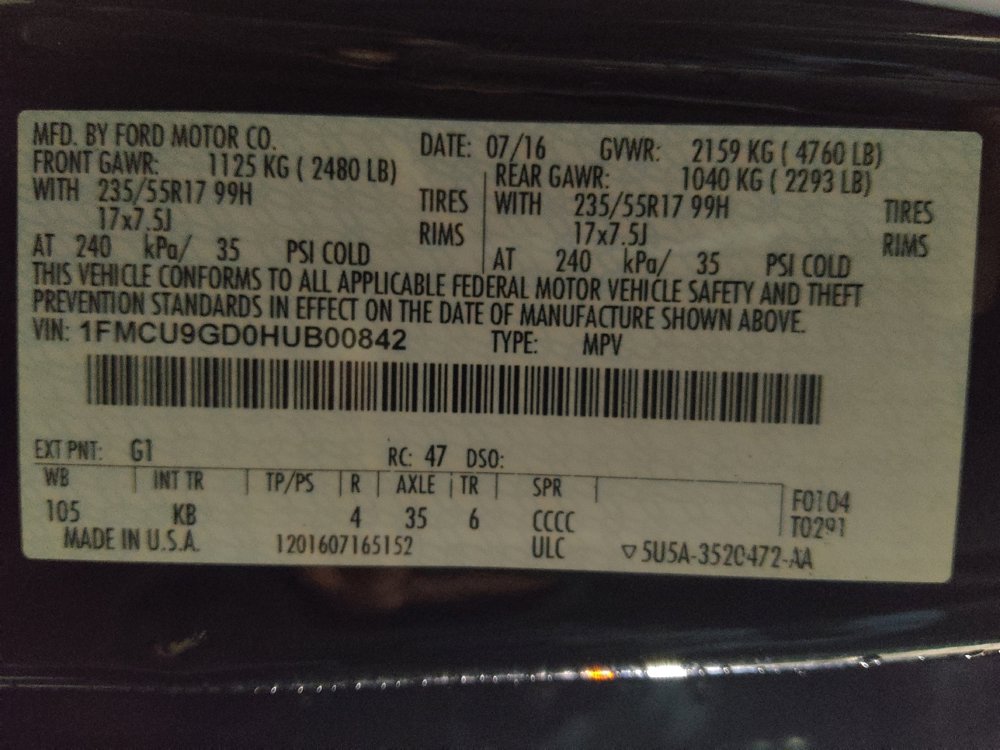 MFD. BY FORD MOTOR CO. DATE: 07/16 GVWR: 2159 KG ( 4760 LB)
FRONT GAWR: 1125 KG ( 2480 LB) REAR GAWR: 1040 KG ( 2293 LB)
WITH 235/55R17 99H TIRES WITH 235/55R17 99H TIRES
17x7.5J RIMS 17x7.5J RIMS
AT 240 kPa/ 35 PSI COLD AT 240 kPa/ 35 PSI COLD
THIS VEHICLE CONFORMS TO ALL APPLICABLE FEDERAL MOTOR VEHICLE SAFETY AND THEFT
PREVENTION STANDARDS IN EFFECT ON THE DATE OF MANUFACTURE SHOWN ABOVE.
VIN: 1FMCU9GD0HUB00842 TYPE: MPV
EXT PNT: G1 RC: 47 DSO:
WB INT TR TP/PS R AXLE TR SPR F0104
105 KB 4 35 6 CCCC T0291
MADE IN U.S.A. 1201607165152 ULC ▽5U5A-3520472-AA